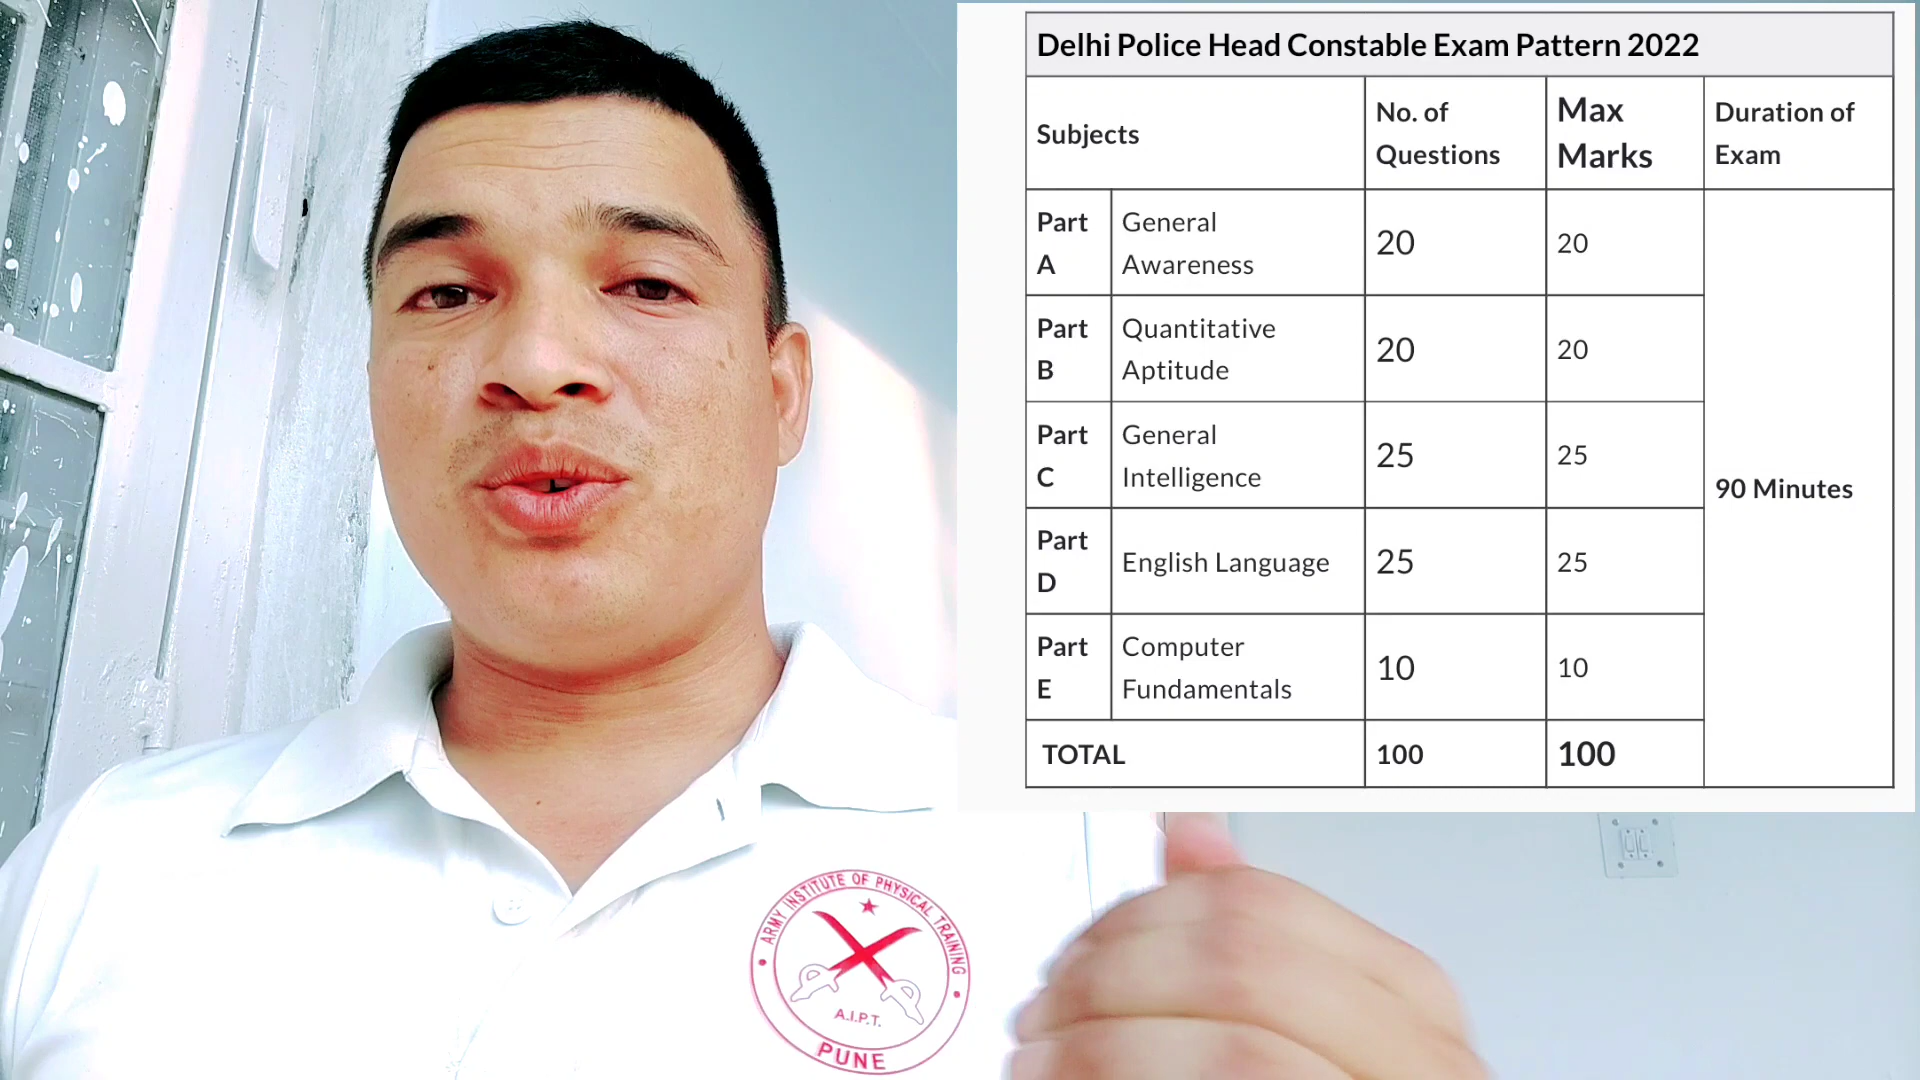 Delhi Police Head Constable Exam Pattern 2022
Subjects
No. of
Questions
Max
Marks
Duration of
Exam
Part
A
General
Awareness
20
20
Part
B
Quantitative
Aptitude
20
20
Part
C
General
Intelligence
25
25
90 Minutes
Part
D
English Language
25
25
Part
E
Computer
Fundamentals
10
10
TOTAL
100
100
ARMY INSTITUTE OF PHYSICAL TRAINING
A.I.P.T.
PUNE